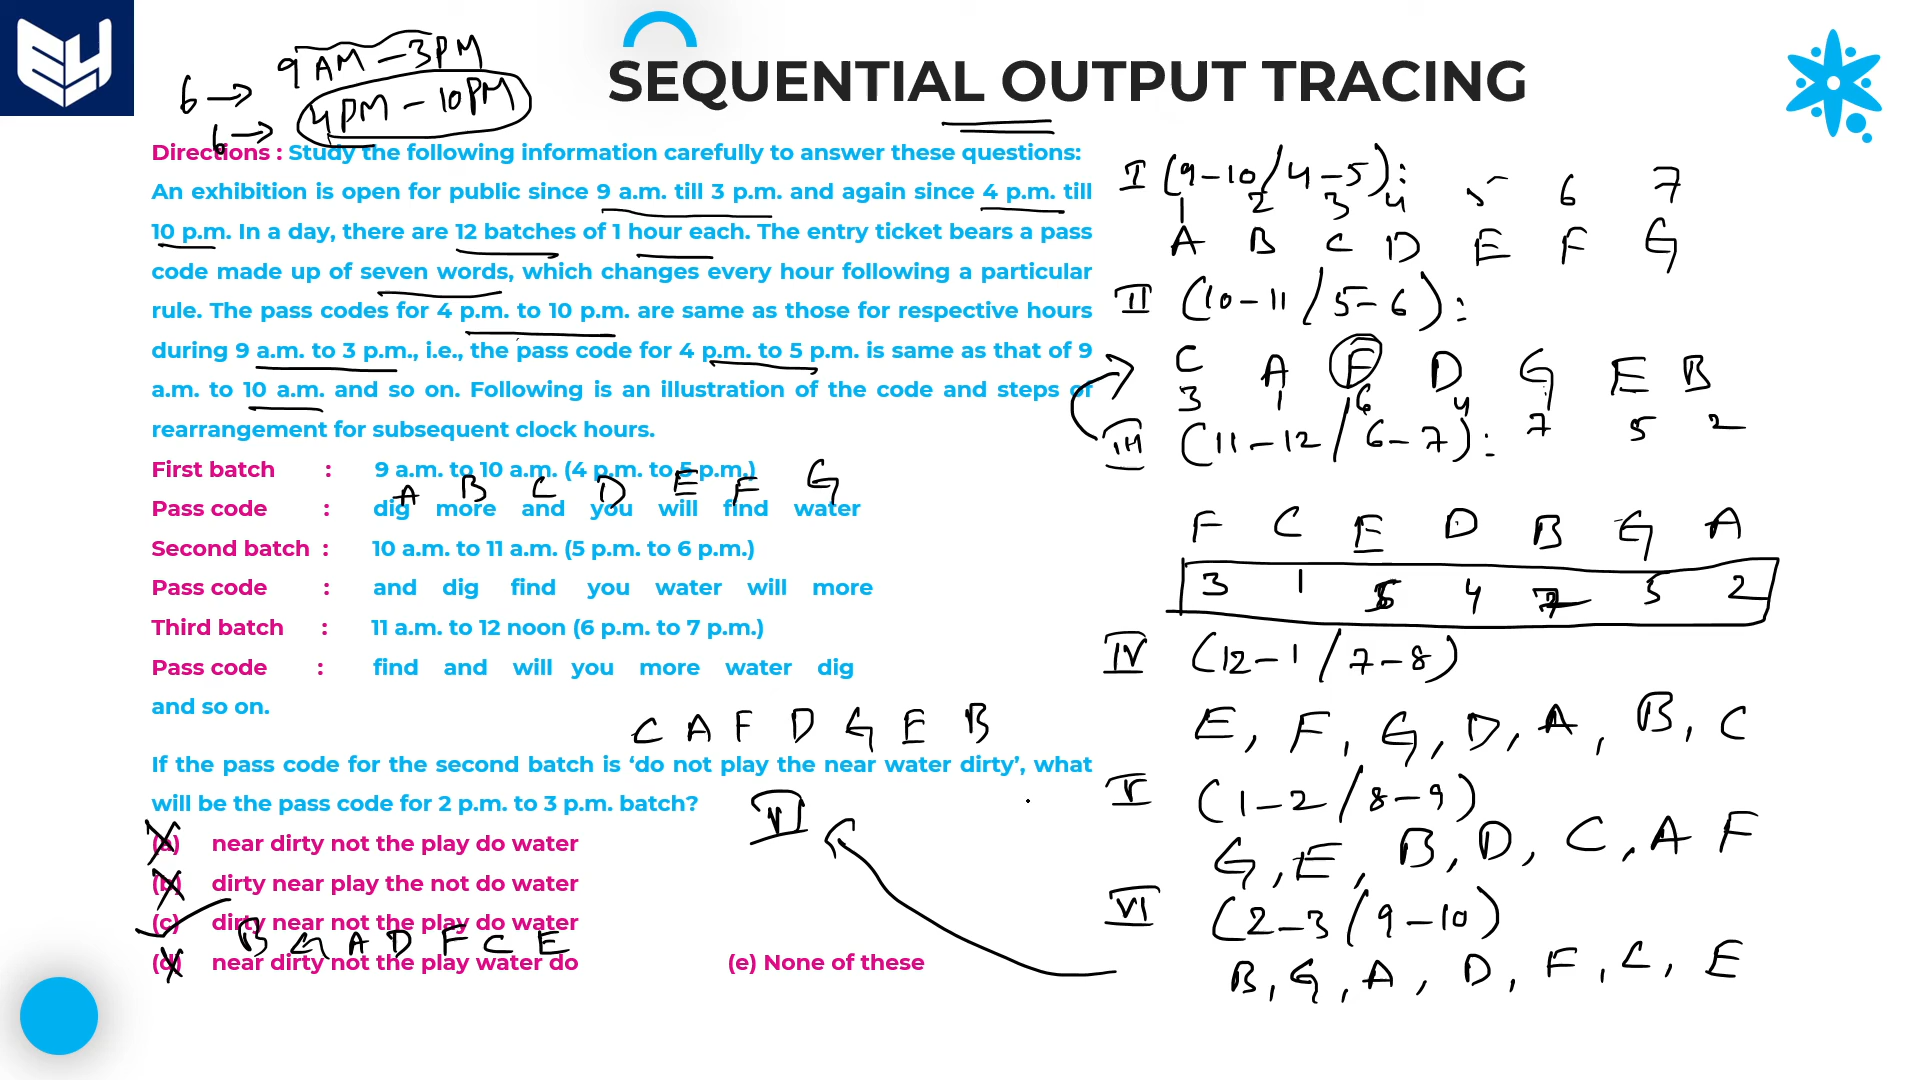 9 AM - 3PM
6 → 4PM - 10PM
6 →
SEQUENTIAL OUTPUT TRACING
Directions : Study the following information carefully to answer these questions:
An exhibition is open for public since 9 a.m. till 3 p.m. and again since 4 p.m. till
10 p.m. In a day, there are 12 batches of 1 hour each. The entry ticket bears a pass
code made up of seven words, which changes every hour following a particular
rule. The pass codes for 4 p.m. to 10 p.m. are same as those for respective hours
during 9 a.m. to 3 p.m., i.e., the pass code for 4 p.m. to 5 p.m. is same as that of 9
a.m. to 10 a.m. and so on. Following is an illustration of the code and steps of
rearrangement for subsequent clock hours.
First batch : 9 a.m. to 10 a.m. (4 p.m. to 5 p.m.)
A B C D E F G
Pass code : dig more and you will find water
Second batch : 10 a.m. to 11 a.m. (5 p.m. to 6 p.m.)
Pass code : and dig find you water will more
Third batch : 11 a.m. to 12 noon (6 p.m. to 7 p.m.)
Pass code : find and will you more water dig
and so on.
C A F D G E B
If the pass code for the second batch is ‘do not play the near water dirty’, what
will be the pass code for 2 p.m. to 3 p.m. batch?
VI
(a) near dirty not the play do water
(b) dirty near play the not do water
(c) dirty near not the play do water
B G A D F C E
(d) near dirty not the play water do (e) None of these
I (9-10/4-5):
1 2 3 4 5 6 7
A B C D E F G
II (10-11/5-6):
C A F D G E B
3 1 6 4 7 5 2
III (11-12/6-7):
F C E D B G A
3 1 4 5 2
IV (12-1/7-8)
E, F, G, D, A, B, C
V (1-2/8-9)
G, E, B, D, C, A F
VI (2-3/9-10)
B, G, A, D, F, C, E